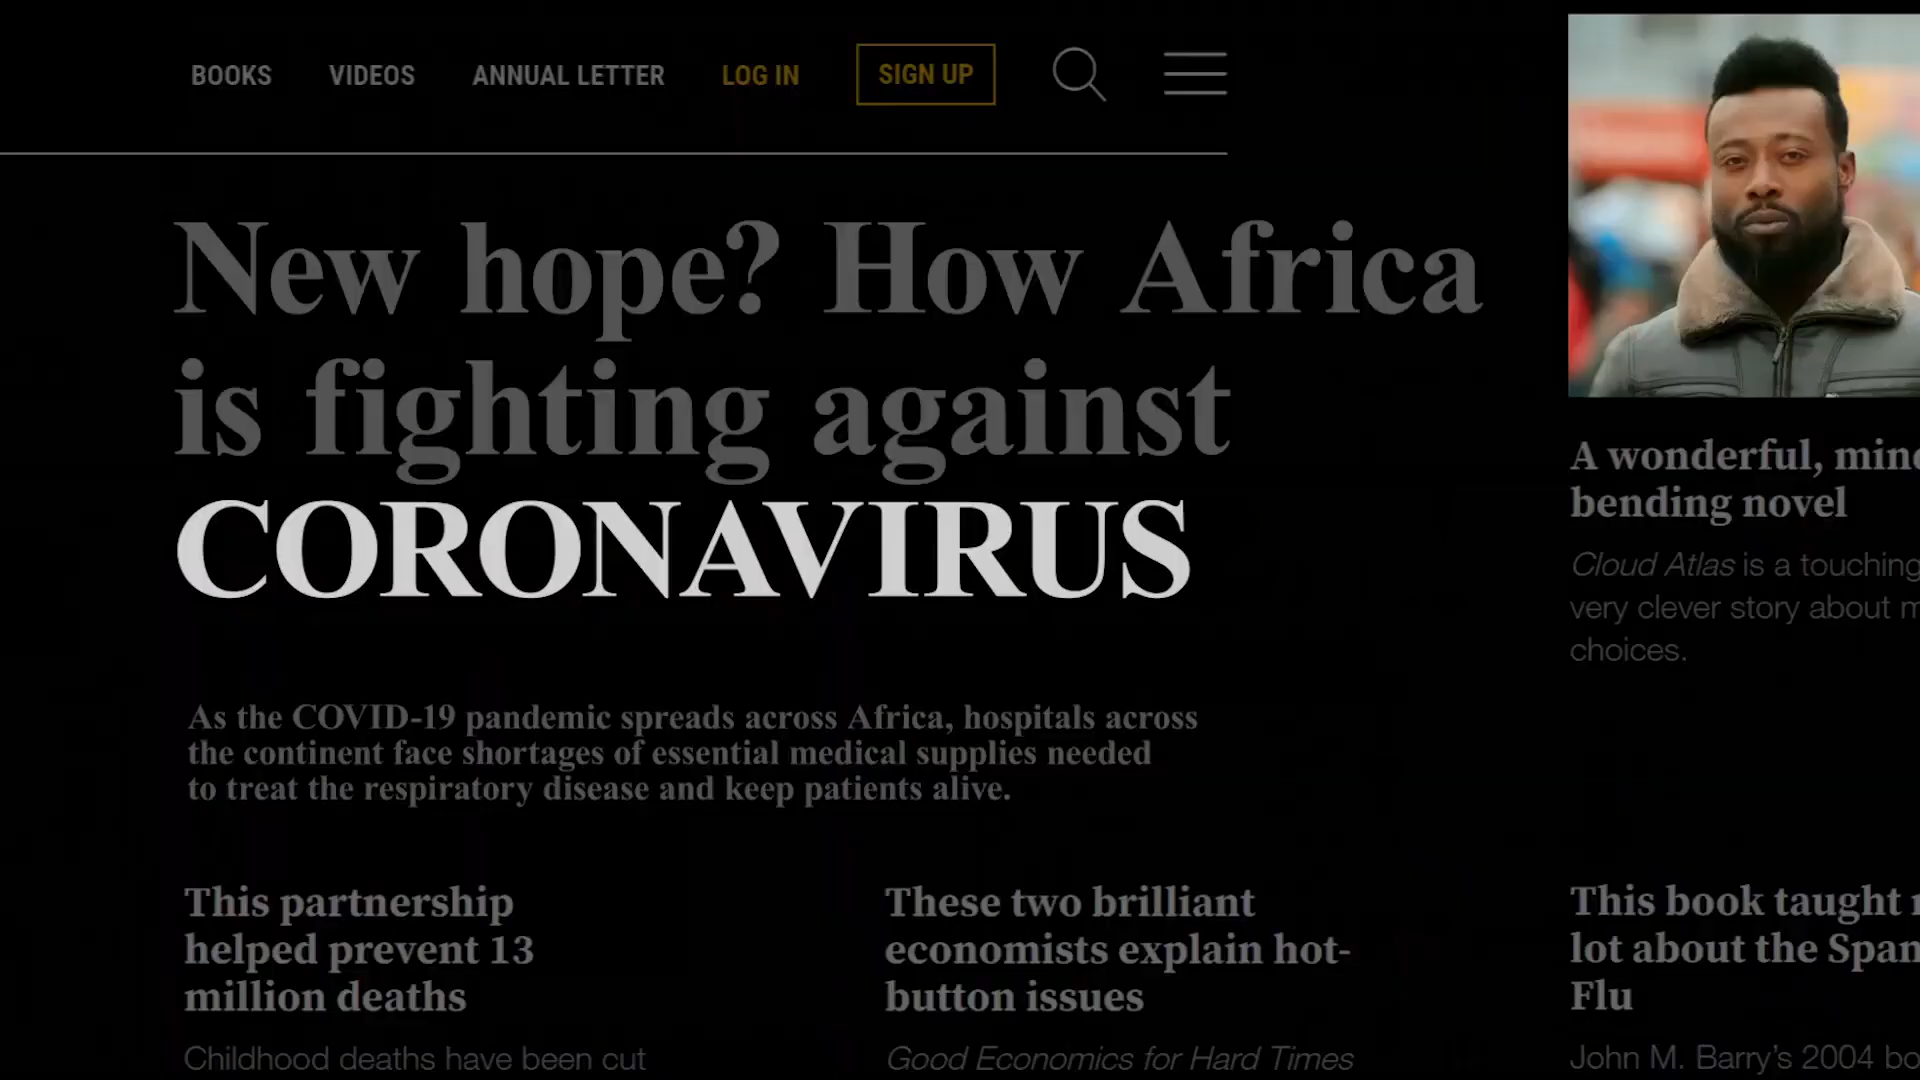 BOOKS VIDEOS ANNUAL LETTER LOG IN SIGN UP
New hope? How Africa
is fighting against
CORONAVIRUS
As the COVID-19 pandemic spreads across Africa, hospitals across
the continent face shortages of essential medical supplies needed
to treat the respiratory disease and keep patients alive.
A wonderful, mind
bending novel
Cloud Atlas is a touching
very clever story about
choices.
This partnership
helped prevent 13
million deaths
Childhood deaths have been cut
These two brilliant
economists explain hot-
button issues
Good Economics for Hard Times
This book taught
lot about the Span
Flu
John M. Barry's 2004 bo